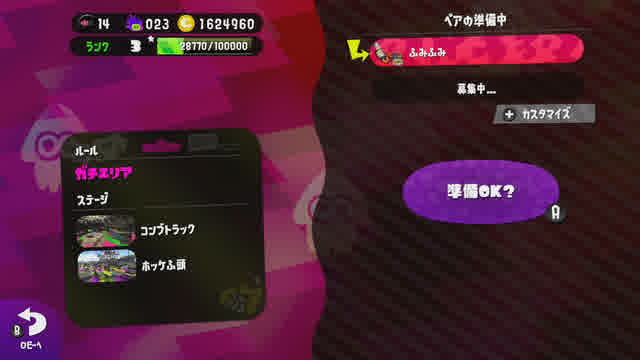 14 023 1624960
ランク 3 28770/100000
ペアの準備中
ふみふみ
募集中...
+ カスタマイズ
準備OK?
A
ルール
ガチエリア
ステージ
コンブトラック
ホッケふ頭
B
ロビーへ